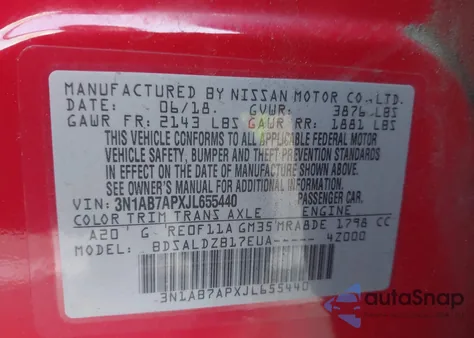 MANUFACTURED BY NISSAN MOTOR CO.,LTD.
DATE: 06/18. GVWR: 3876 LBS
GAWR FR: 2143 LBS GAWR RR: 1881 LBS
THIS VEHICLE CONFORMS TO ALL APPLICABLE FEDERAL MOTOR
VEHICLE SAFETY, BUMPER AND THEFT PREVENTION STANDARDS
IN EFFECT ON THE DATE OF MANUFACTURE SHOWN ABOVE.
SEE OWNER'S MANUAL FOR ADDITIONAL LOADING INFORMATION.
VIN: 3N1AB7APXJL655440 PASSENGER CAR.
COLOR TRIM TRANS AXLE ENGINE
A20 G RE0F11A GM35 MRA8DE 1798 CC
MODEL: BDSALDZB17EUA-- 42000
3N1AB7APXJL655440
autoSnap